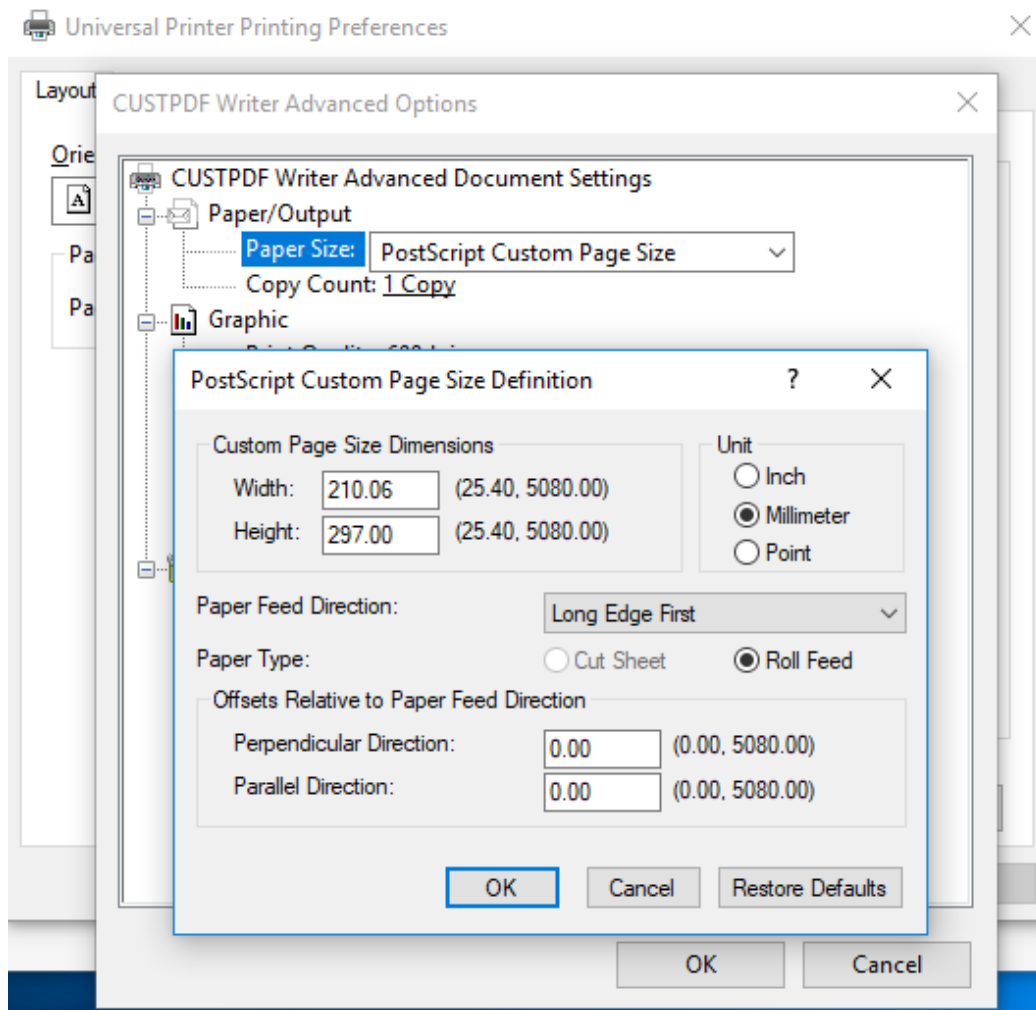 Universal Printer Printing Preferences
Layout
CUSTPDF Writer Advanced Options
Orie
A
CUSTPDF Writer Advanced Document Settings
Paper/Output
Pa
Paper Size: PostScript Custom Page Size
Copy Count: 1 Copy
Pa
Graphic
PostScript Custom Page Size Definition ?
Custom Page Size Dimensions
Unit
Width: 210.06 (25.40, 5080.00)
Inch
Height: 297.00 (25.40, 5080.00)
Millimeter
Point
Paper Feed Direction: Long Edge First
Paper Type: Cut Sheet Roll Feed
Offsets Relative to Paper Feed Direction
Perpendicular Direction: 0.00 (0.00, 5080.00)
Parallel Direction: 0.00 (0.00, 5080.00)
OK Cancel Restore Defaults
OK Cancel